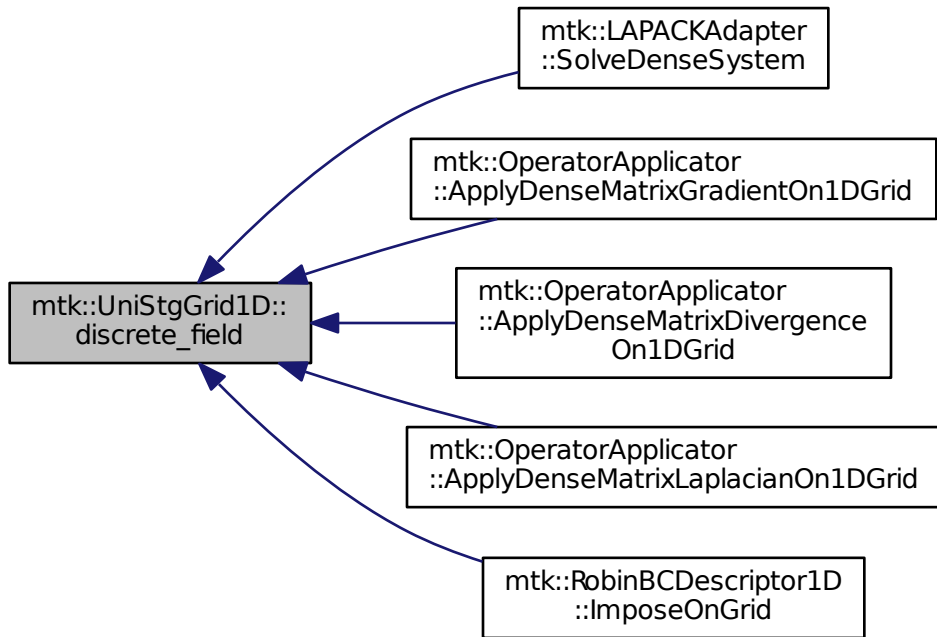 mtk::LAPACKAdapter
::SolveDenseSystem
mtk::OperatorApplicator
::ApplyDenseMatrixGradientOn1DGrid
mtk::UniStgGrid1D::
discrete_field
mtk::OperatorApplicator
::ApplyDenseMatrixDivergence
On1DGrid
mtk::OperatorApplicator
::ApplyDenseMatrixLaplacianOn1DGrid
mtk::RobinBCDescriptor1D
::ImposeOnGrid